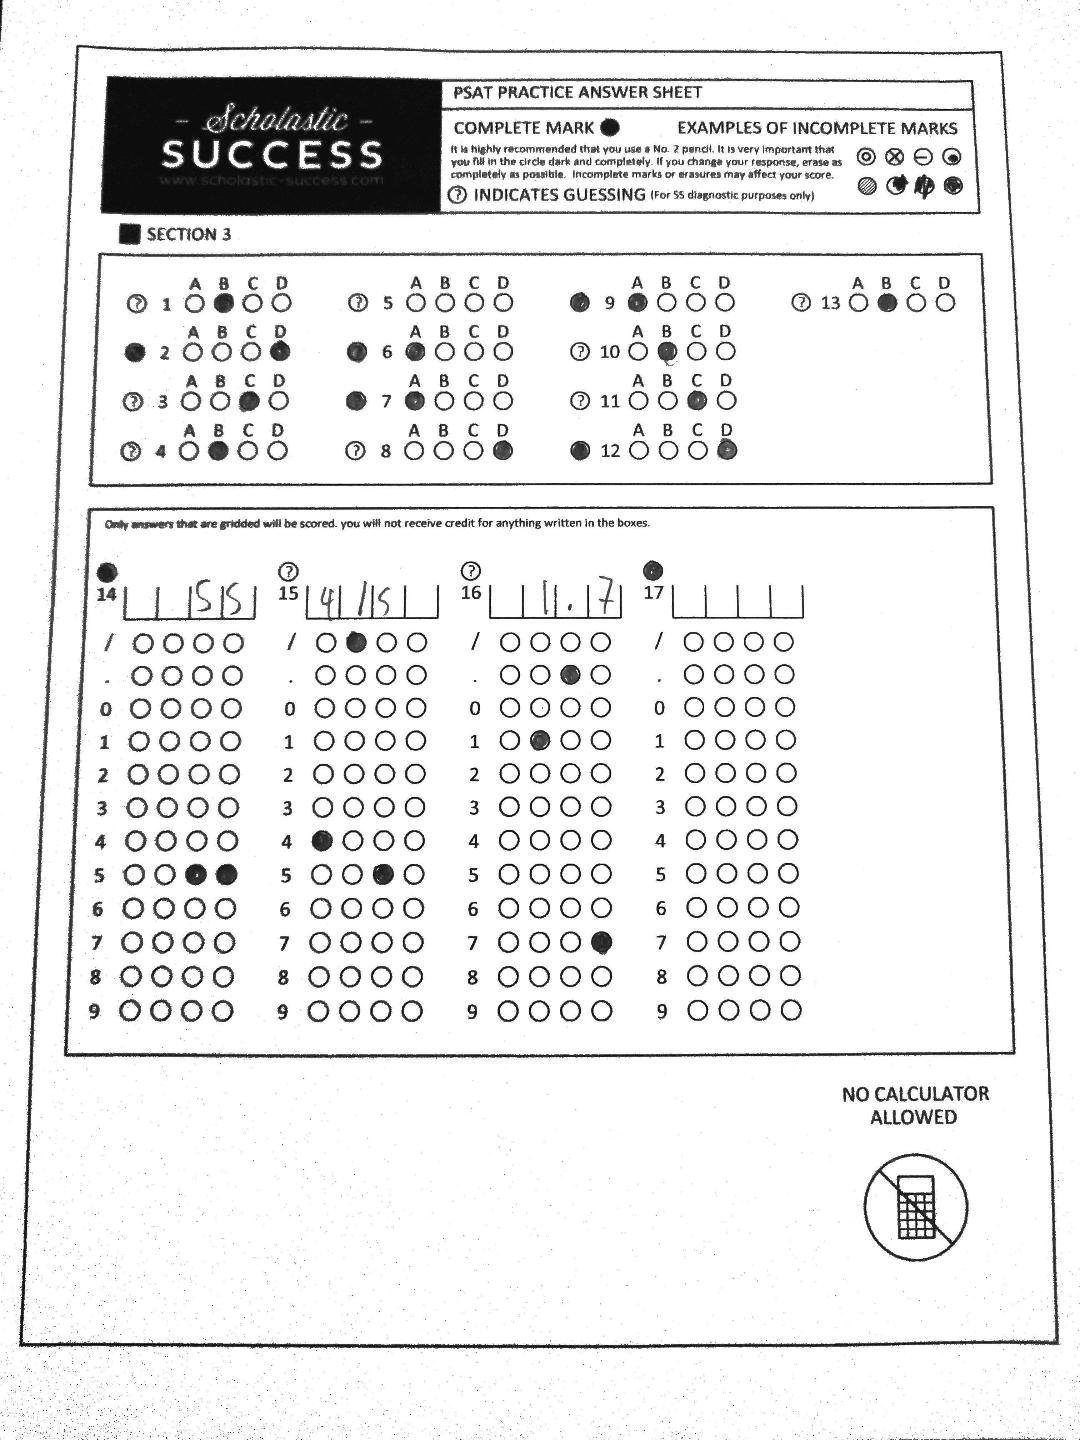 Scholastic
SUCCESS
www.scholastic-success.com
PSAT PRACTICE ANSWER SHEET
COMPLETE MARK EXAMPLES OF INCOMPLETE MARKS
It is highly recommended that you use a No. 2 pencil. It is very important that
you fill in the circle dark and completely. If you change your response, erase as
completely as possible. Incomplete marks or erasures may affect your score.
? INDICATES GUESSING (For SS diagnostic purposes only)
SECTION 3
A B C D A B C D A B C D A B C D
? 1 ? 5 9 ? 13
A B C D A B C D A B C D
2 6 ? 10
A B C D A B C D A B C D
? 3 7 ? 11
A B C D A B C D A B C D
? 4 ? 8 12
Only answers that are gridded will be scored. you will not receive credit for anything written in the boxes.
? ?
14 55 15 4/5 16 1.7 17
/ / / /
. . . .
0 0 0 0
1 1 1 1
2 2 2 2
3 3 3 3
4 4 4 4
5 5 5 5
6 6 6 6
7 7 7 7
8 8 8 8
9 9 9 9
NO CALCULATOR
ALLOWED